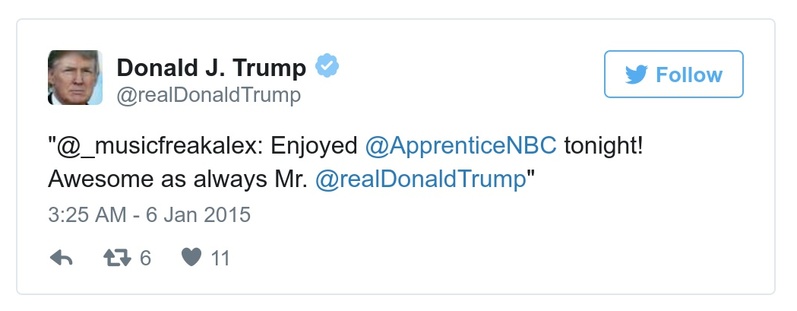 Donald J. Trump
@realDonaldTrump
Follow
"@_musicfreakalex: Enjoyed @ApprenticeNBC tonight!
Awesome as always Mr. @realDonaldTrump"
3:25 AM - 6 Jan 2015
6 11